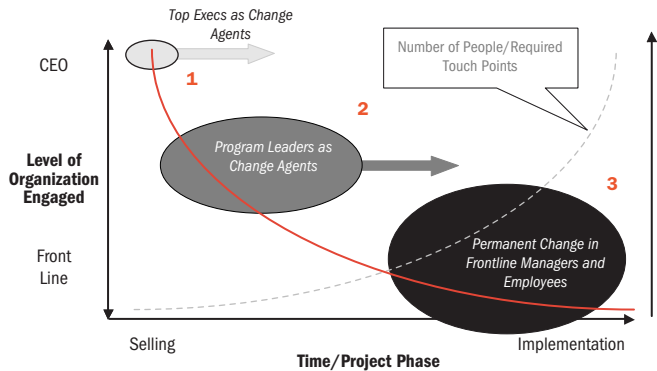 Top Execs as Change
Agents
CEO
1
Number of People/Required
Touch Points
2
Program Leaders as
Change Agents
Level of
Organization
Engaged
3
Front
Line
Permanent Change in
Frontline Managers and
Employees
Selling
Implementation
Time/Project Phase